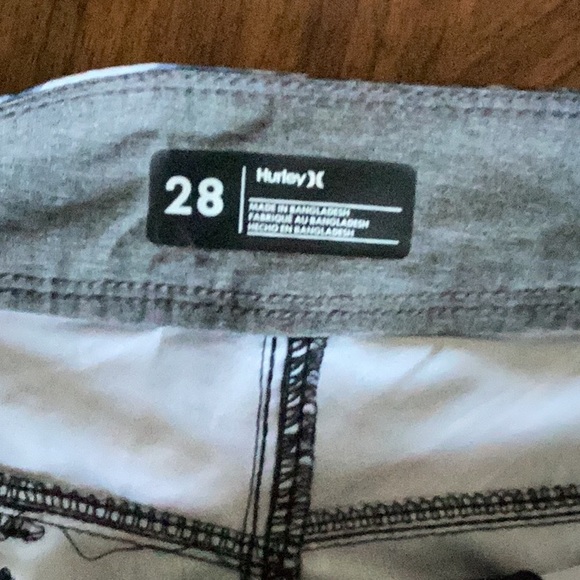 28
Hurley
MADE IN BANGLADESH
FABRIQUÉ AU BANGLADESH
HECHO EN BANGLADESH